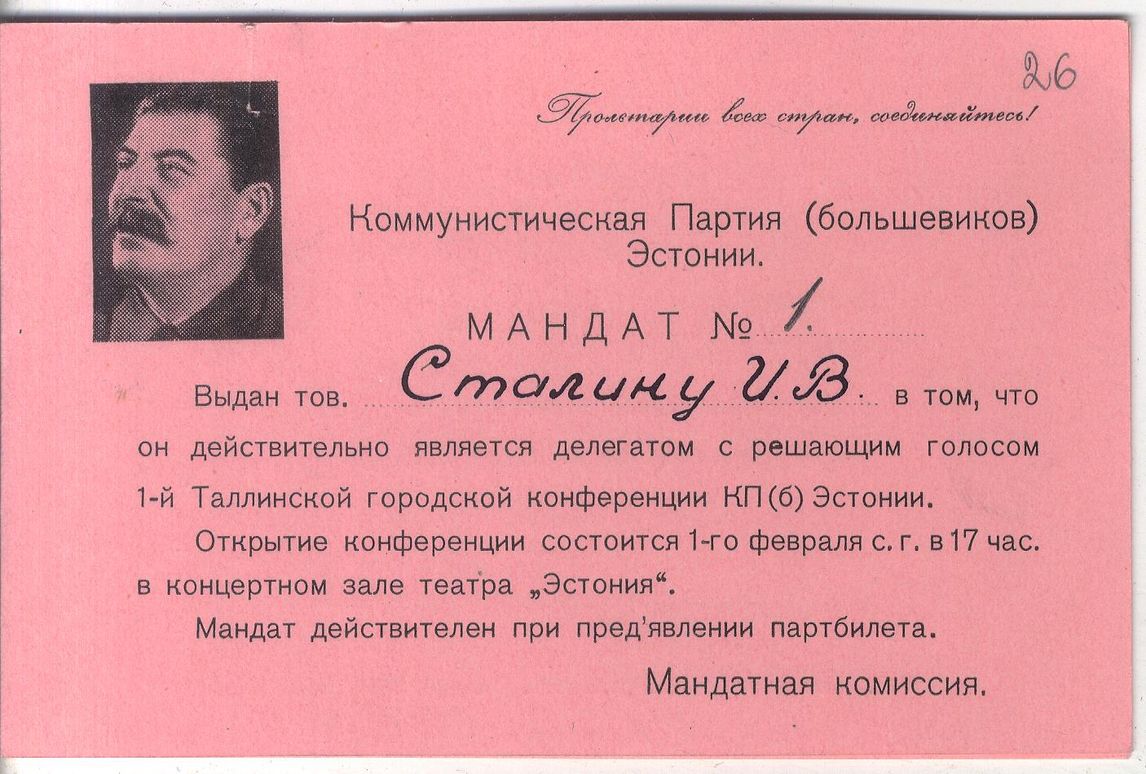 26
Пролетарии всех стран, соединяйтесь!
Коммунистическая Партия (большевиков)
Эстонии.
МАНДАТ № 1.
Выдан тов. Сталину И. В. в том, что
он действительно является делегатом с решающим голосом
1-й Таллинской городской конференции КП(б) Эстонии.
Открытие конференции состоится 1-го февраля с. г. в 17 час.
в концертном зале театра „Эстония“.
Мандат действителен при пред'явлении партбилета.
Мандатная комиссия.